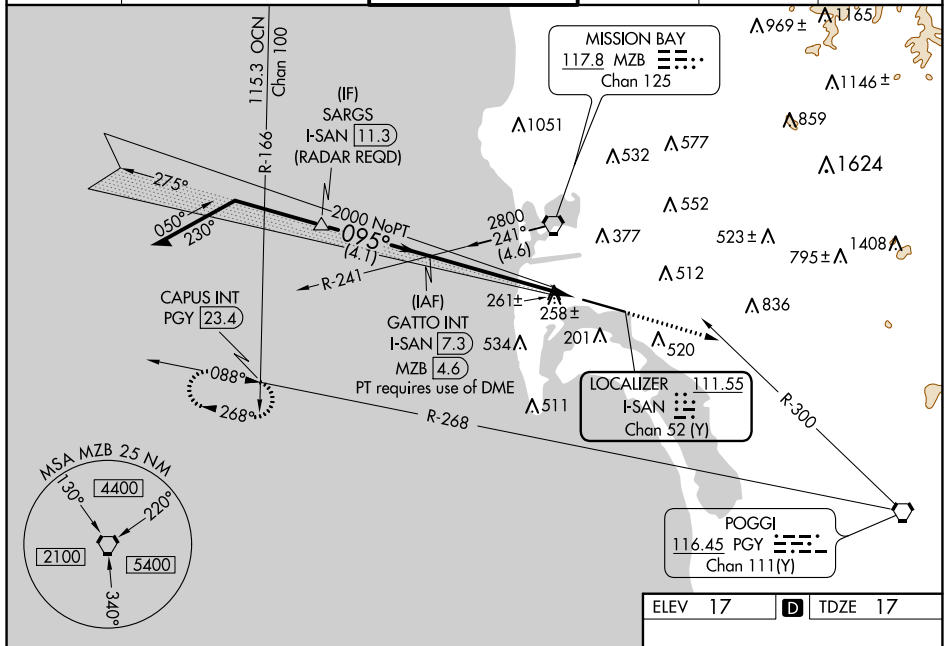 969 ±
1165
MISSION BAY
117.8 MZB
Chan 125
1146 ±
115.3 OCN
Chan 100
R-166
(IF)
SARGS
I-SAN 11.3
(RADAR REQD)
1051
859
577
532
1624
275°
050°
230°
2000 NoPT
095°
(4.1)
2800
241°
(4.6)
R-241
552
377
523 ±
795 ±
1408
512
CAPUS INT
PGY 23.4
(IAF)
GATTO INT
I-SAN 7.3
MZB 4.6
PT requires use of DME
261±
258 ±
836
534
201
520
088°
268°
511
LOCALIZER 111.55
I-SAN
Chan 52 (Y)
R-268
R-300
MSA MZB 25 NM
130°
4400
220°
2100
5400
340°
POGGI
116.45 PGY
Chan 111(Y)
ELEV 17
D
TDZE 17